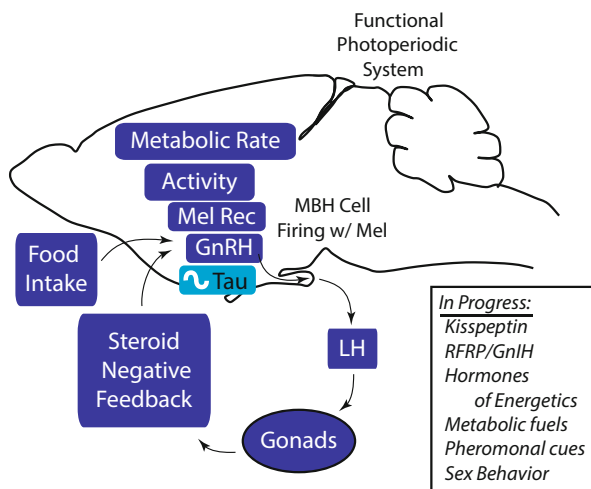 Functional
Photoperiodic
System
Metabolic Rate
Activity
Mel Rec
GnRH
Tau
MBH Cell
Firing w/ Mel
Food
Intake
Steroid
Negative
Feedback
LH
Gonads
In Progress:
Kisspeptin
RFRP/GnIH
Hormones
of Energetics
Metabolic fuels
Pheromonal cues
Sex Behavior